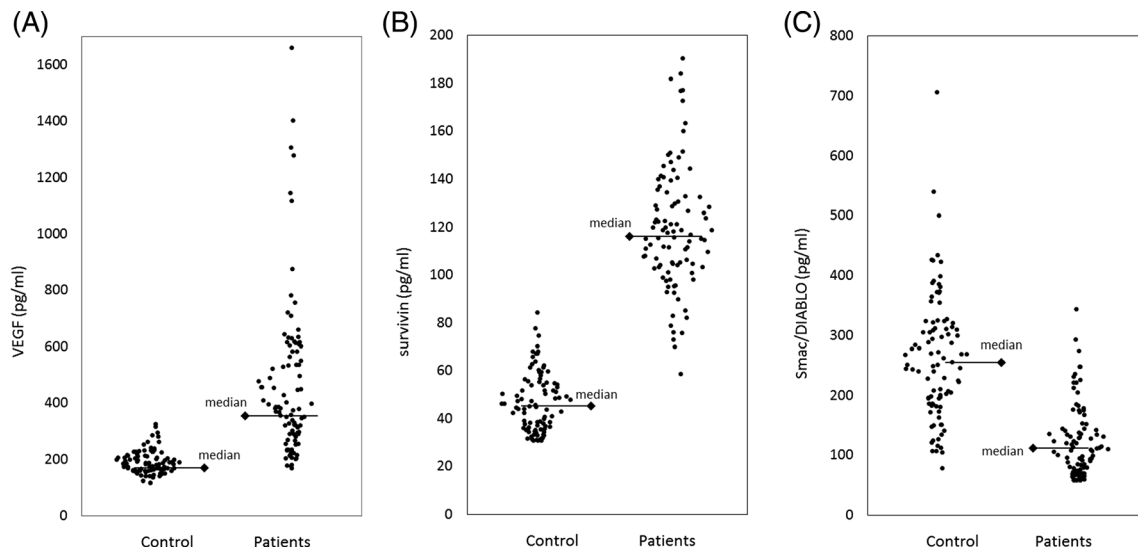 (A)
VEGF (pg/ml)
1600
1400
1200
1000
800
600
400
200
0
median
median
Control Patients
(B)
survivin (pg/ml)
200
180
160
140
120
100
80
60
40
20
0
median
median
Control Patients
(C)
Smac/DIABLO (pg/ml)
800
700
600
500
400
300
200
100
0
median
median
Control Patients